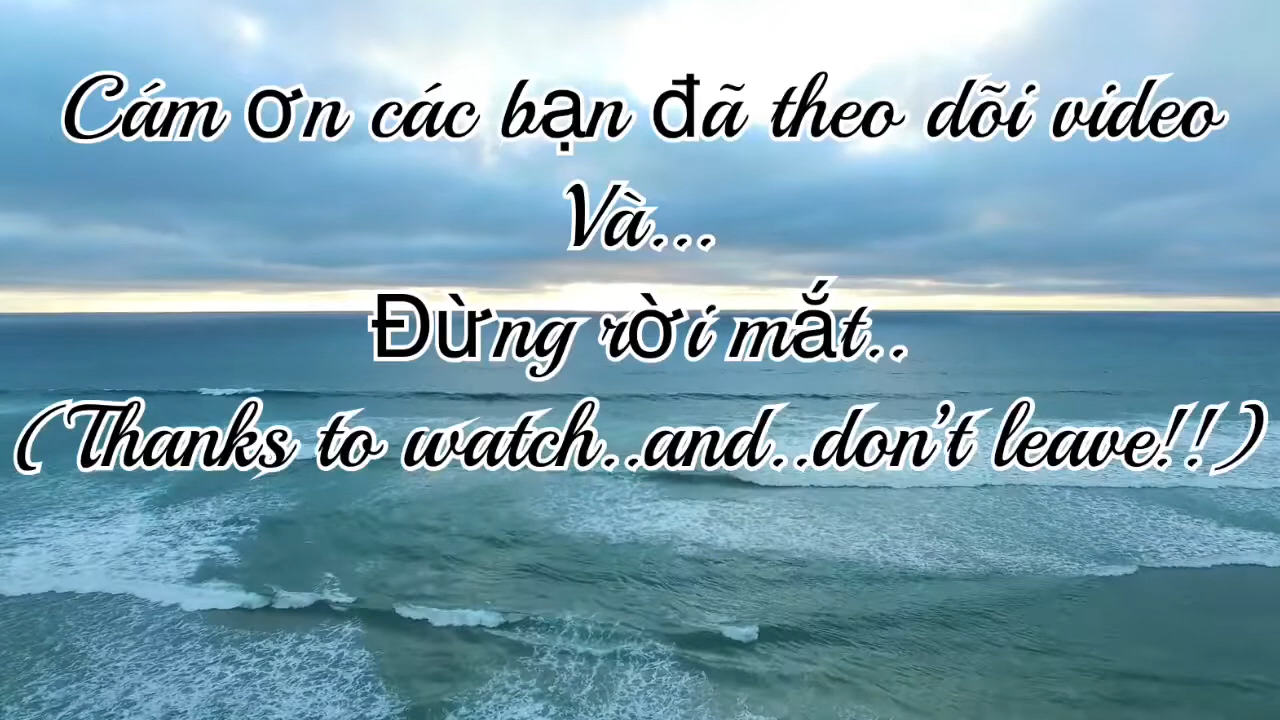 Cám ơn các bạn đã theo dõi video
Và...
Đừng rời mắt..
(Thanks to watch..and..don't leave!!)